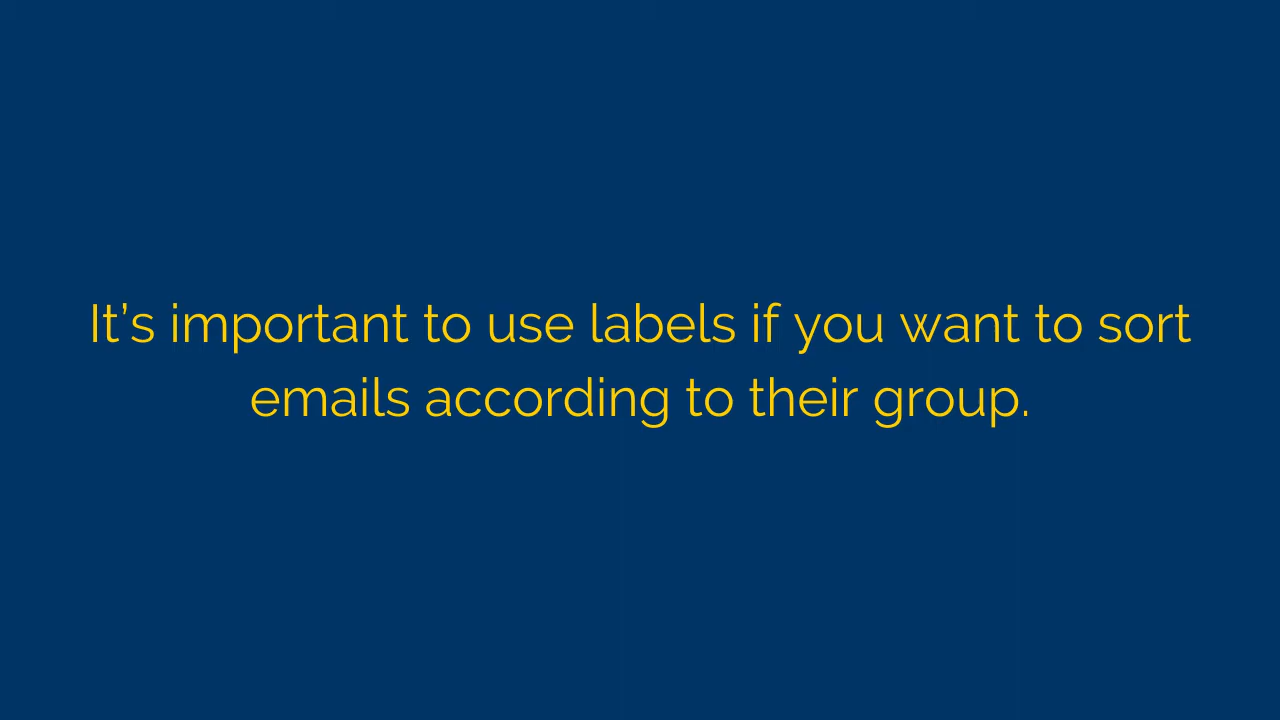 It’s important to use labels if you want to sort
emails according to their group.